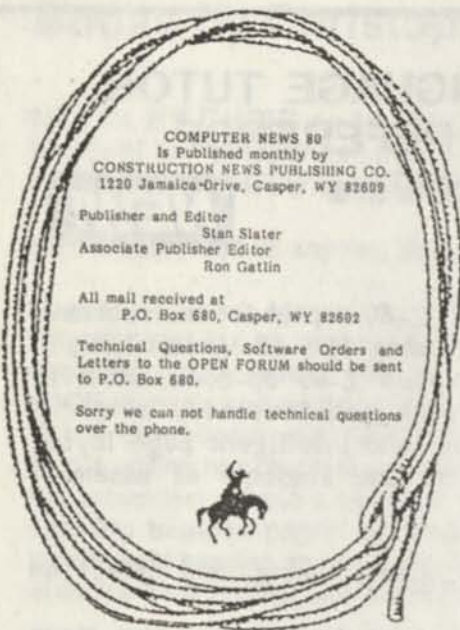 NGUAGE TUTOR
COMPUTER NEWS 80
Is Published monthly by
CONSTRUCTION NEWS PUBLISHING CO.
1220 Jamaica Drive, Casper, WY 82609
Publisher and Editor
Stan Slater
Associate Publisher Editor
Ron Gatlin
All mail received at
P.O. Box 680, Casper, WY 82602
Technical Questions, Software Orders and
Letters to the OPEN FORUM should be sent
to P.O. Box 680.
Sorry we can not handle technical questions
over the phone.